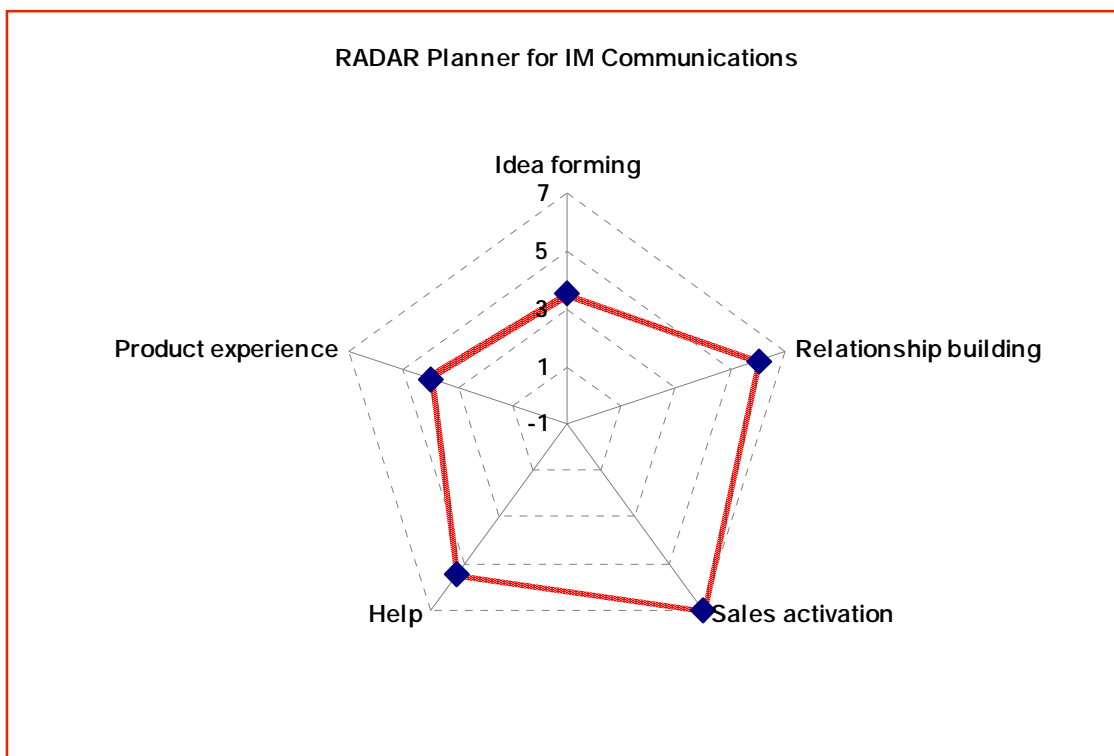 RADAR Planner for IM Communications
Idea forming
7
5
3
1
-1
Product experience
Relationship building
Help
Sales activation